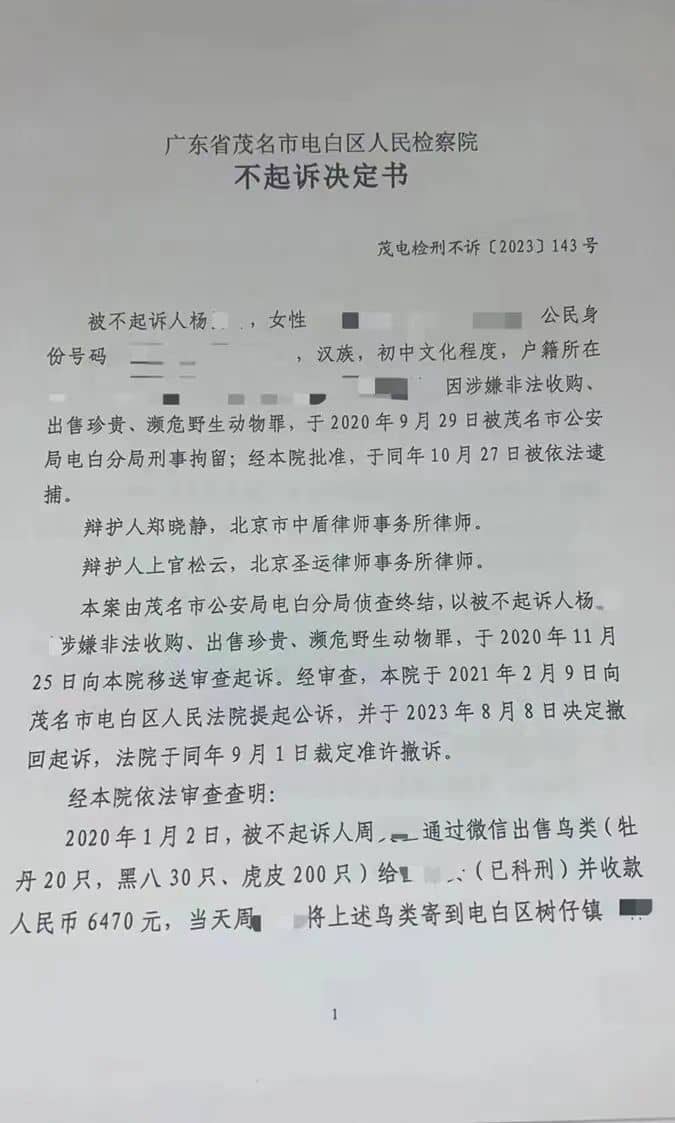 广东省茂名市电白区人民检察院
不起诉决定书
茂电检刑不诉〔2023〕143号
被不起诉人杨，女性 公民身
份号码 ，汉族，初中文化程度，户籍所在
因涉嫌非法收购、
出售珍贵、濒危野生动物罪，于2020年9月29日被茂名市公安
局电白分局刑事拘留；经本院批准，于同年10月27日被依法逮
捕。
辩护人郑晓静，北京市中盾律师事务所律师。
辩护人上官松云，北京圣运律师事务所律师。
本案由茂名市公安局电白分局侦查终结，以被不起诉人杨
涉嫌非法收购、出售珍贵、濒危野生动物罪，于2020年11月
25日向本院移送审查起诉。经审查，本院于2021年2月9日向
茂名市电白区人民法院提起公诉，并于2023年8月8日决定撤
回起诉，法院于同年9月1日裁定准许撤诉。
经本院依法审查查明：
2020年1月2日，被不起诉人周 通过微信出售鸟类（牡
丹20只，黑八30只、虎皮200只）给 （已科刑）并收款
人民币6470元，当天周 将上述鸟类寄到电白区树仔镇
1